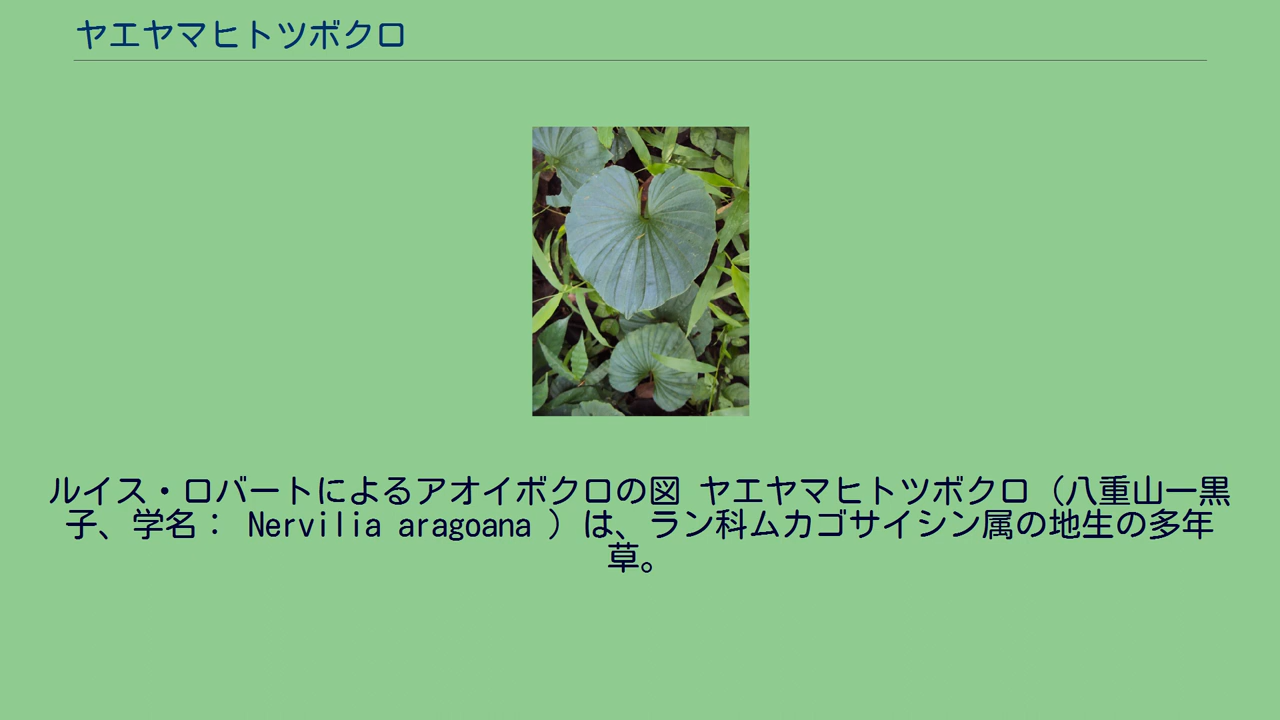 ヤエヤマヒトツボクロ
ルイス・ロバートによるアオイボクロの図 ヤエヤマヒトツボクロ（八重山一黒
子、学名： Nervilia aragoana ）は、ラン科ムカゴサイシン属の地生の多年
草。